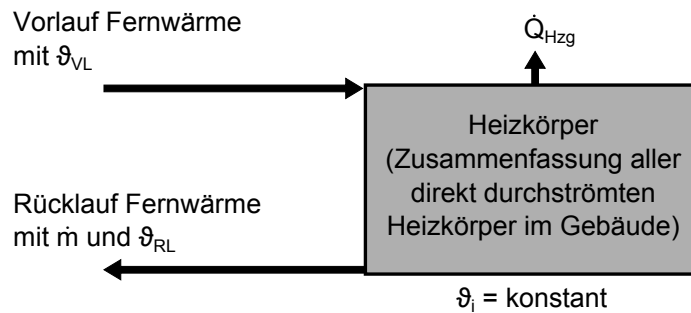 Vorlauf Fernwärme
mit ϑVL
Q̇Hzg
Heizkörper
(Zusammenfassung aller
direkt durchströmten
Heizkörper im Gebäude)
Rücklauf Fernwärme
mit ṁ und ϑRL
ϑi = konstant